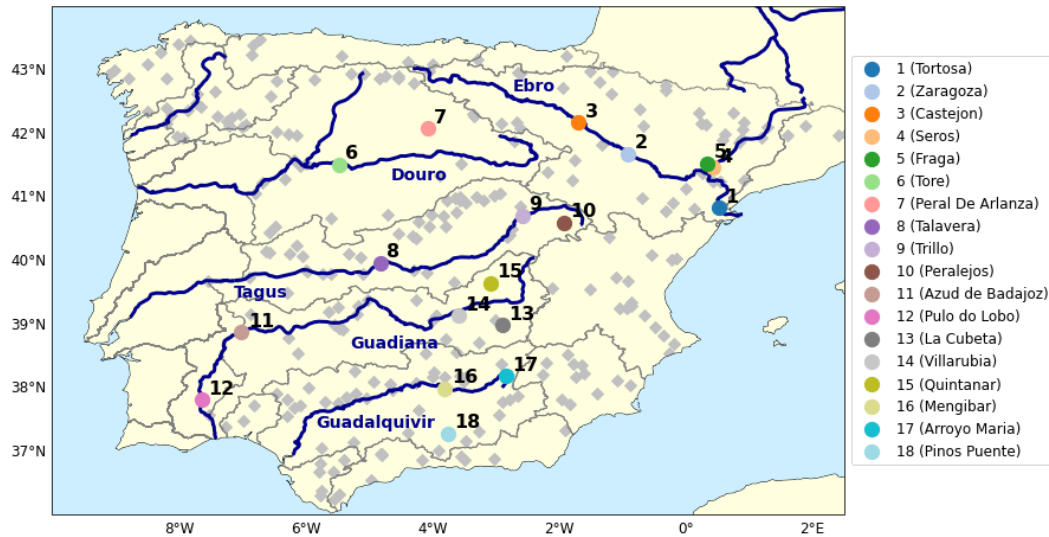 43°N
42°N
41°N
40°N
39°N
38°N
37°N
8°W
6°W
4°W
2°W
0°
2°E
Ebro
Douro
Tagus
Guadiana
Guadalquivir
1
2
3
4
5
6
7
8
9
10
11
12
13
14
15
16
17
18
1 (Tortosa)
2 (Zaragoza)
3 (Castejon)
4 (Seros)
5 (Fraga)
6 (Tore)
7 (Peral De Arlanza)
8 (Talavera)
9 (Trillo)
10 (Peralejos)
11 (Azud de Badajoz)
12 (Pulo do Lobo)
13 (La Cubeta)
14 (Villarubia)
15 (Quintanar)
16 (Mengibar)
17 (Arroyo Maria)
18 (Pinos Puente)